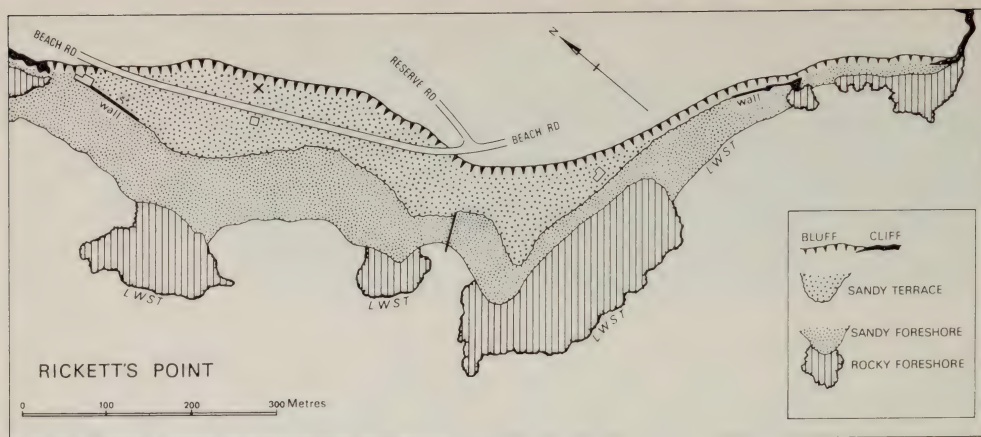 BEACH RD
RESERVE RD
N
BEACH RD
wall
wall
LWST
LWST
LWST
LWST
BLUFF CLIFF
SANDY TERRACE
SANDY FORESHORE
ROCKY FORESHORE
RICKETT'S POINT
0 100 200 300 Metres